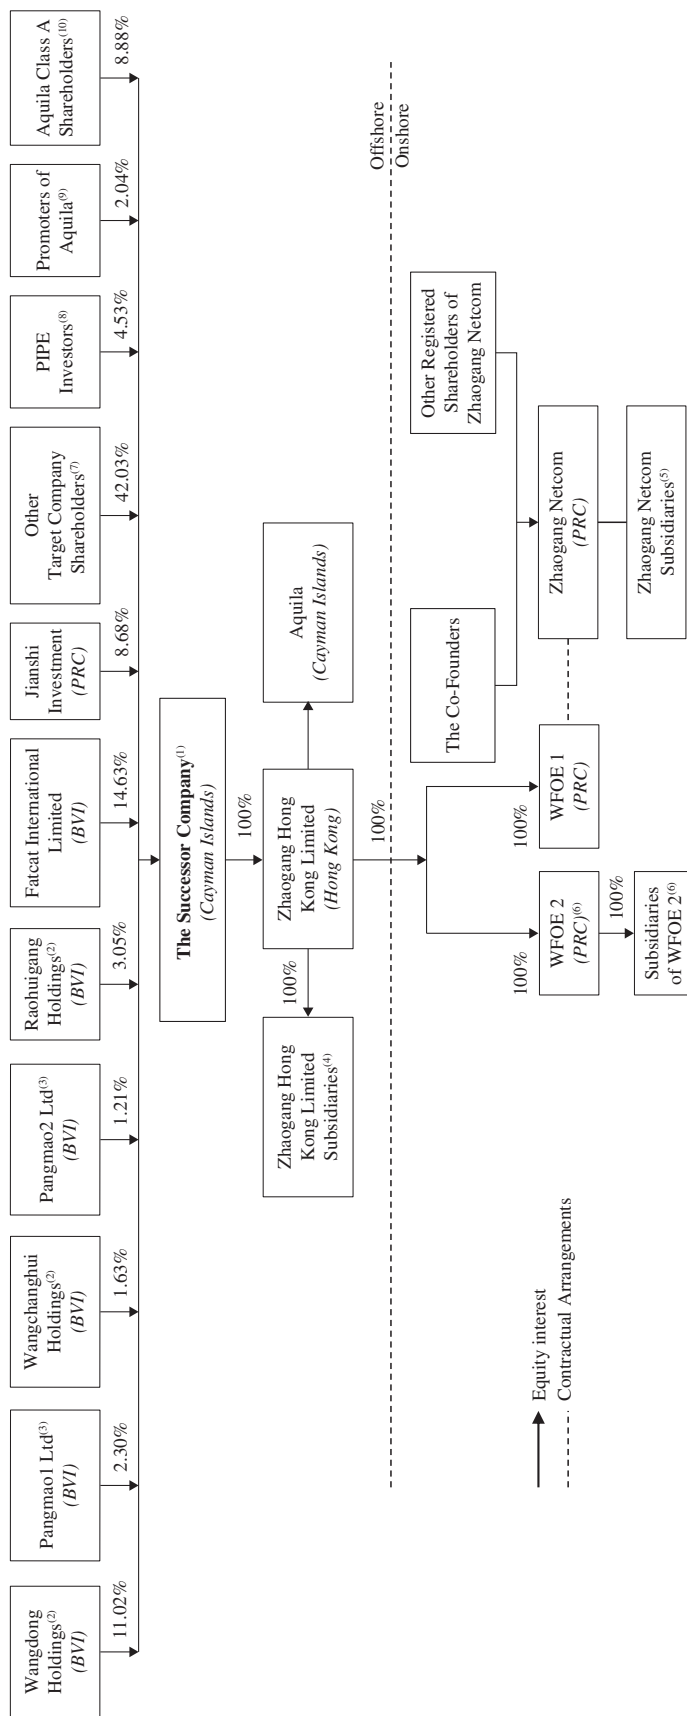 Wangdong
Holdings(2)
(BVI)
11.02%
Pangmao1 Ltd(3)
(BVI)
2.30%
Wangchanghui
Holdings(2)
(BVI)
1.63%
Pangmao2 Ltd(3)
(BVI)
1.21%
Raohuigang
Holdings(2)
(BVI)
3.05%
Fatcat International
Limited
(BVI)
14.63%
Jianshi
Investment
(PRC)
8.68%
Other
Target Company
Shareholders(7)
42.03%
PIPE
Investors(8)
4.53%
Promoters of
Aquila(9)
2.04%
Aquila Class A
Shareholders(10)
8.88%
The Successor Company(1)
(Cayman Islands)
100%
Zhaogang Hong
Kong Limited
Subsidiaries(4)
100%
Zhaogang Hong
Kong Limited
(Hong Kong)
Aquila
(Cayman Islands)
100%
Offshore
Onshore
The Co-Founders
Other Registered
Shareholders of
Zhaogang Netcom
100%
100%
WFOE 2
(PRC)(6)
WFOE 1
(PRC)
Zhaogang Netcom
(PRC)
100%
Subsidiaries
of WFOE 2(6)
Zhaogang Netcom
Subsidiaries(5)
Equity interest
Contractual Arrangements